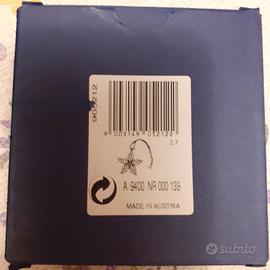 905212
9 003149 052122
17
A 9400 NR 000 139
MADE IN AUSTRIA
subito